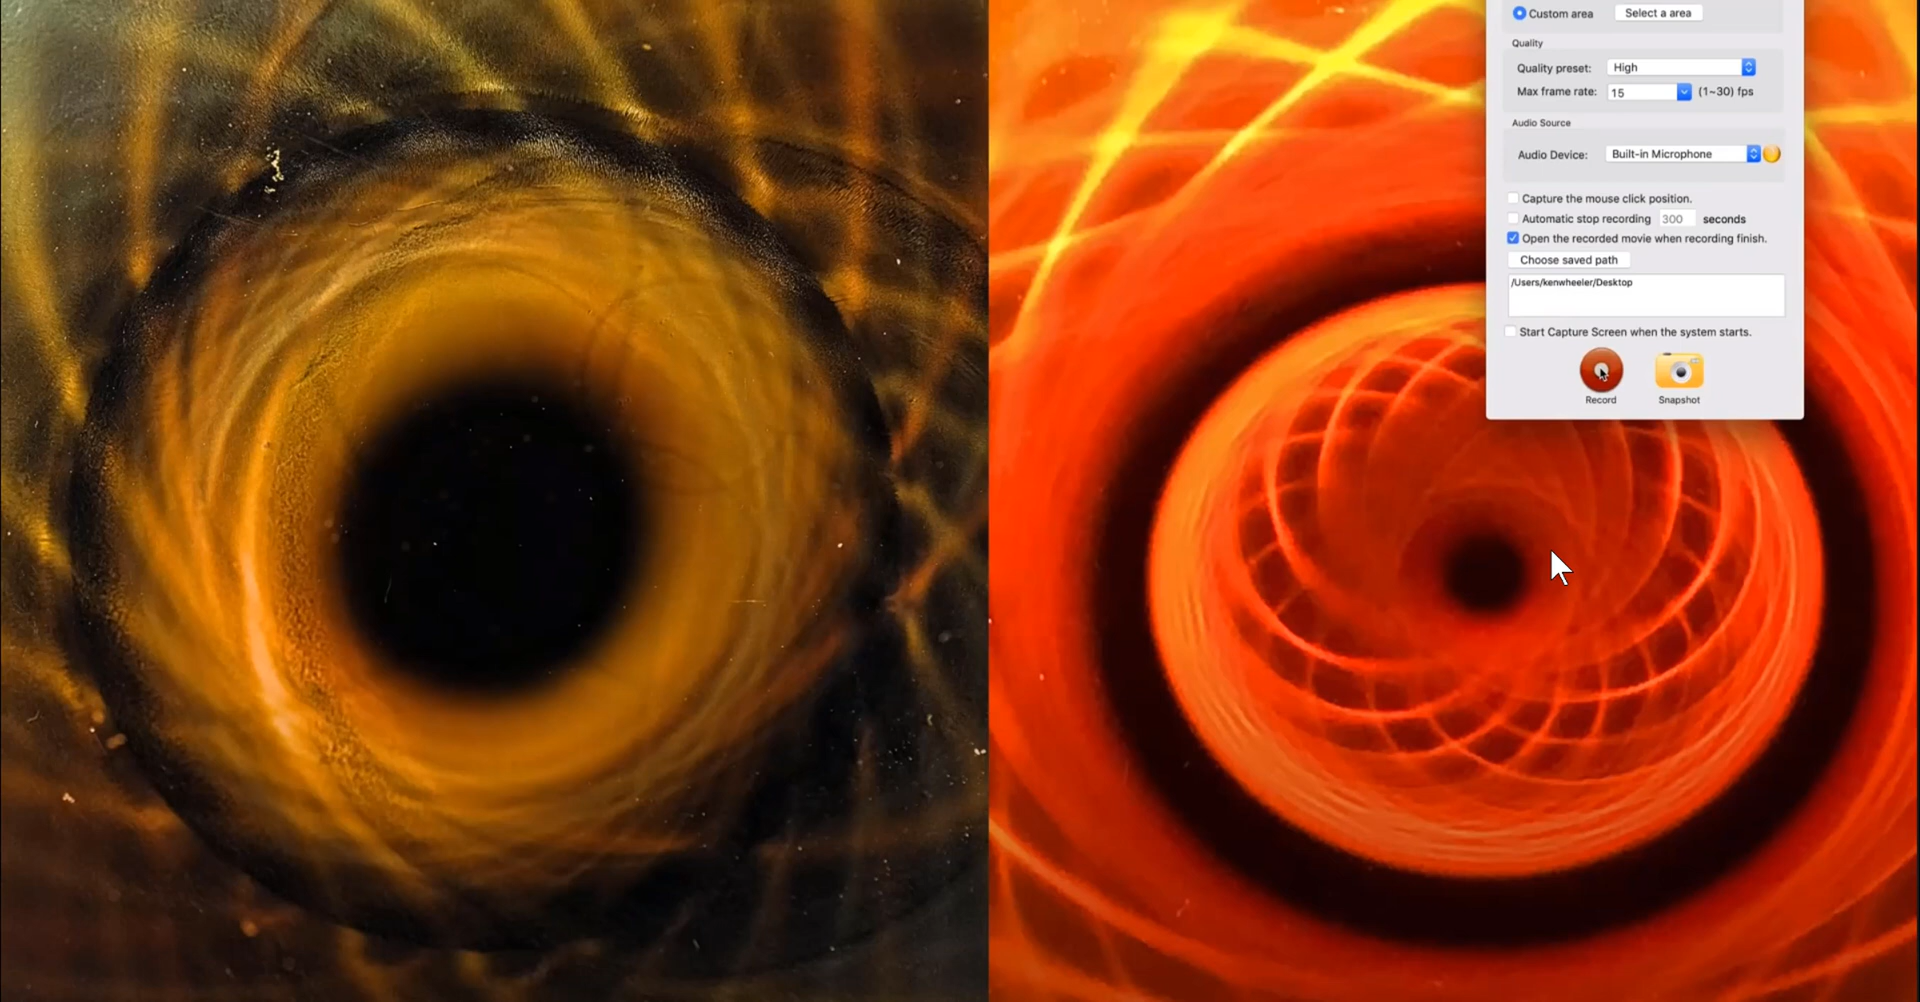 Custom area Select a area
Quality
Quality preset: High
Max frame rate: 15 (1~30) fps
Audio Source
Audio Device: Built-in Microphone
Capture the mouse click position.
Automatic stop recording 300 seconds
Open the recorded movie when recording finish.
Choose saved path
/Users/kenwheeler/Desktop
Start Capture Screen when the system starts.
Record Snapshot